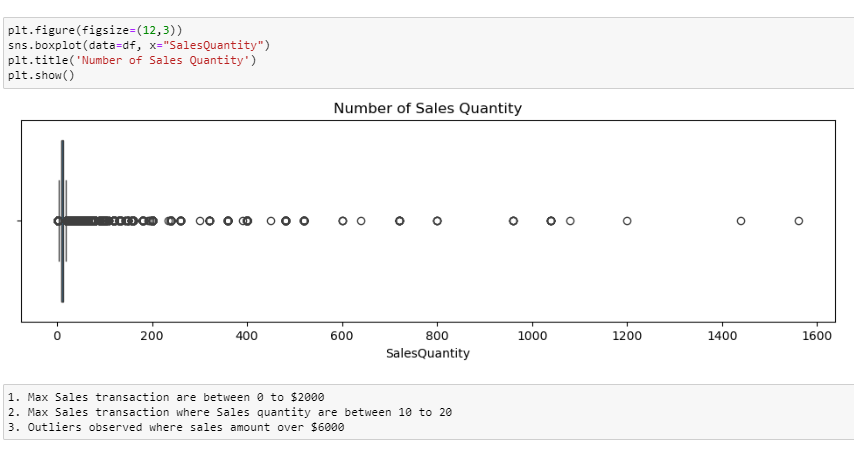 plt.figure(figsize=(12,3))
sns.boxplot(data=df, x="SalesQuantity")
plt.title('Number of Sales Quantity')
plt.show()
Number of Sales Quantity
0 200 400 600 800 1000 1200 1400 1600
SalesQuantity
1. Max Sales transaction are between 0 to $2000
2. Max Sales transaction where Sales quantity are between 10 to 20
3. Outliers observed where sales amount over $6000